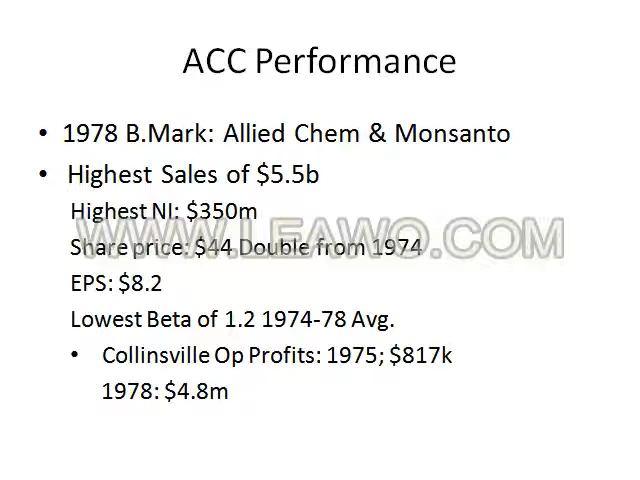 ACC Performance
• 1978 B.Mark: Allied Chem & Monsanto
• Highest Sales of $5.5b
Highest NI: $350m
WWW.LEAWO.COM
Share price: $44 Double from 1974
EPS: $8.2
Lowest Beta of 1.2 1974-78 Avg.
• Collinsville Op Profits: 1975; $817k
1978: $4.8m